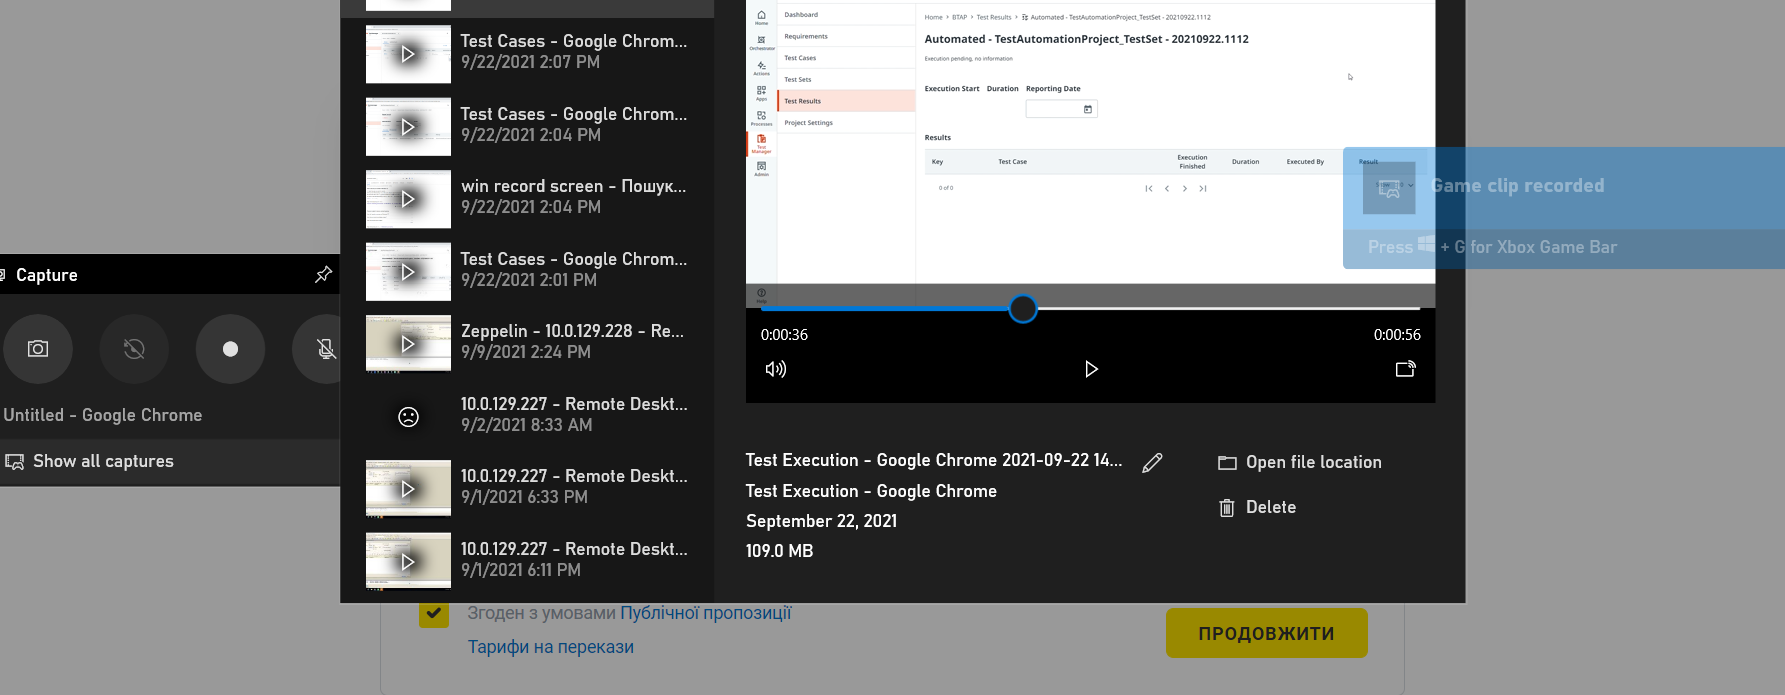 Capture
Untitled - Google Chrome
Show all captures
Test Cases - Google Chrom...
9/22/2021 2:07 PM
Test Cases - Google Chrom...
9/22/2021 2:04 PM
win record screen - Пошук...
9/22/2021 2:04 PM
Test Cases - Google Chrom...
9/22/2021 2:01 PM
Zeppelin - 10.0.129.228 - Re...
9/9/2021 2:24 PM
10.0.129.227 - Remote Deskt...
9/2/2021 8:33 AM
10.0.129.227 - Remote Deskt...
9/1/2021 6:33 PM
10.0.129.227 - Remote Deskt...
9/1/2021 6:11 PM
Home
Orchestrator
Actions
Apps
Processes
Test
Manager
Admin
Help
Dashboard
Requirements
Test Cases
Test Sets
Test Results
Project Settings
Home > BTAP > Test Results > Automated - TestAutomationProject_TestSet - 20210922.1112
Automated - TestAutomationProject_TestSet - 20210922.1112
Execution pending, no information
Execution Start Duration Reporting Date
Results
Key Test Case Execution Finished Duration Executed By Result
0 of 0
Game clip recorded
Press + G for Xbox Game Bar
0:00:36
0:00:56
Test Execution - Google Chrome 2021-09-22 14...
Test Execution - Google Chrome
September 22, 2021
109.0 MB
Open file location
Delete
Згоден з умовами Публічної пропозиції
Тарифи на перекази
ПРОДОВЖИТИ